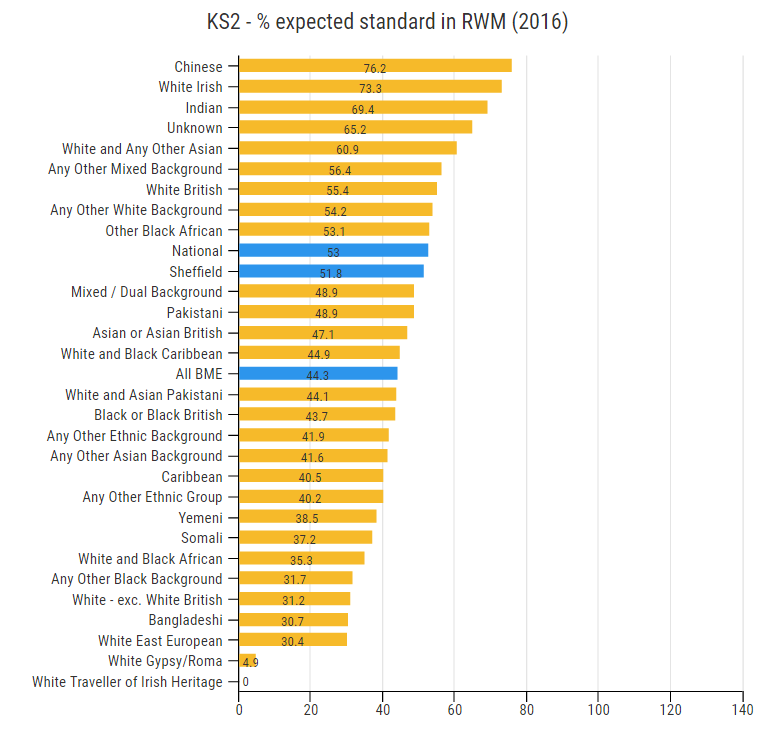 KS2 - % expected standard in RWM (2016)
Chinese 76.2
White Irish 73.3
Indian 69.4
Unknown 65.2
White and Any Other Asian 60.9
Any Other Mixed Background 56.4
White British 55.4
Any Other White Background 54.2
Other Black African 53.1
National 53
Sheffield 51.8
Mixed / Dual Background 48.9
Pakistani 48.9
Asian or Asian British 47.1
White and Black Caribbean 44.9
All BME 44.3
White and Asian Pakistani 44.1
Black or Black British 43.7
Any Other Ethnic Background 41.9
Any Other Asian Background 41.6
Caribbean 40.5
Any Other Ethnic Group 40.2
Yemeni 38.5
Somali 37.2
White and Black African 35.3
Any Other Black Background 31.7
White - exc. White British 31.2
Bangladeshi 30.7
White East European 30.4
White Gypsy/Roma 4.9
White Traveller of Irish Heritage 0
0 20 40 60 80 100 120 140